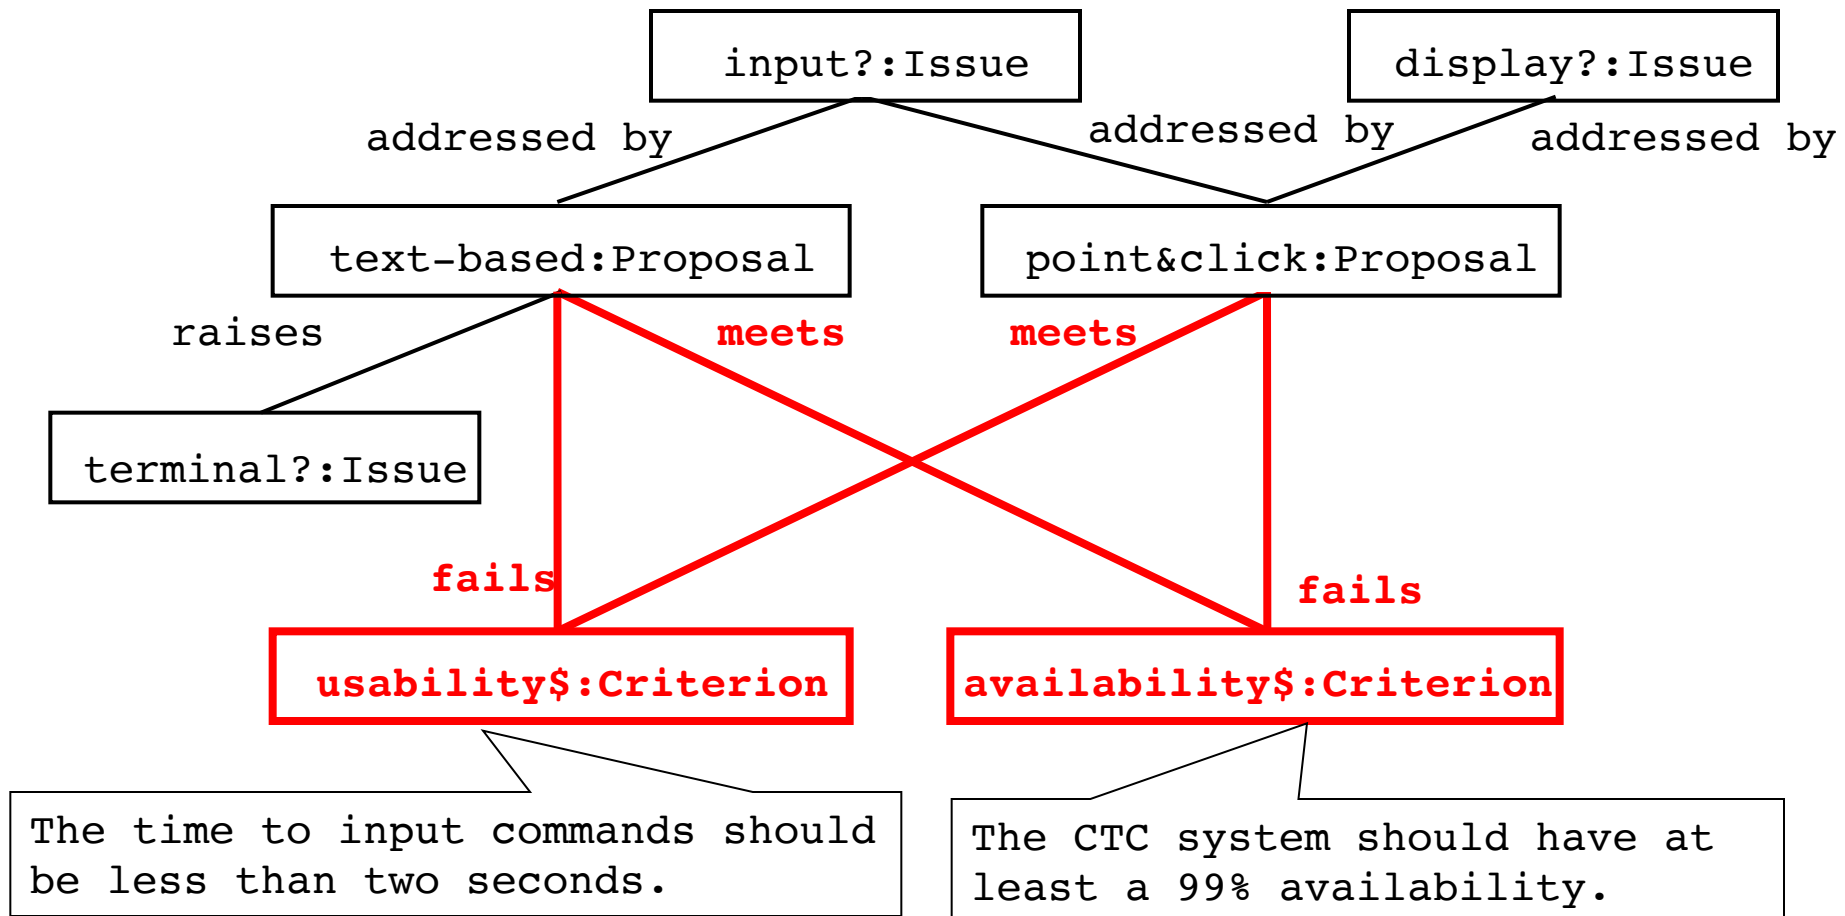 input?:Issue
display?:Issue
addressed by
addressed by
addressed by
text-based:Proposal
point&click:Proposal
raises
meets
meets
terminal?:Issue
fails
fails
usability$:Criterion
availability$:Criterion
The time to input commands should
be less than two seconds.
The CTC system should have at
least a 99% availability.